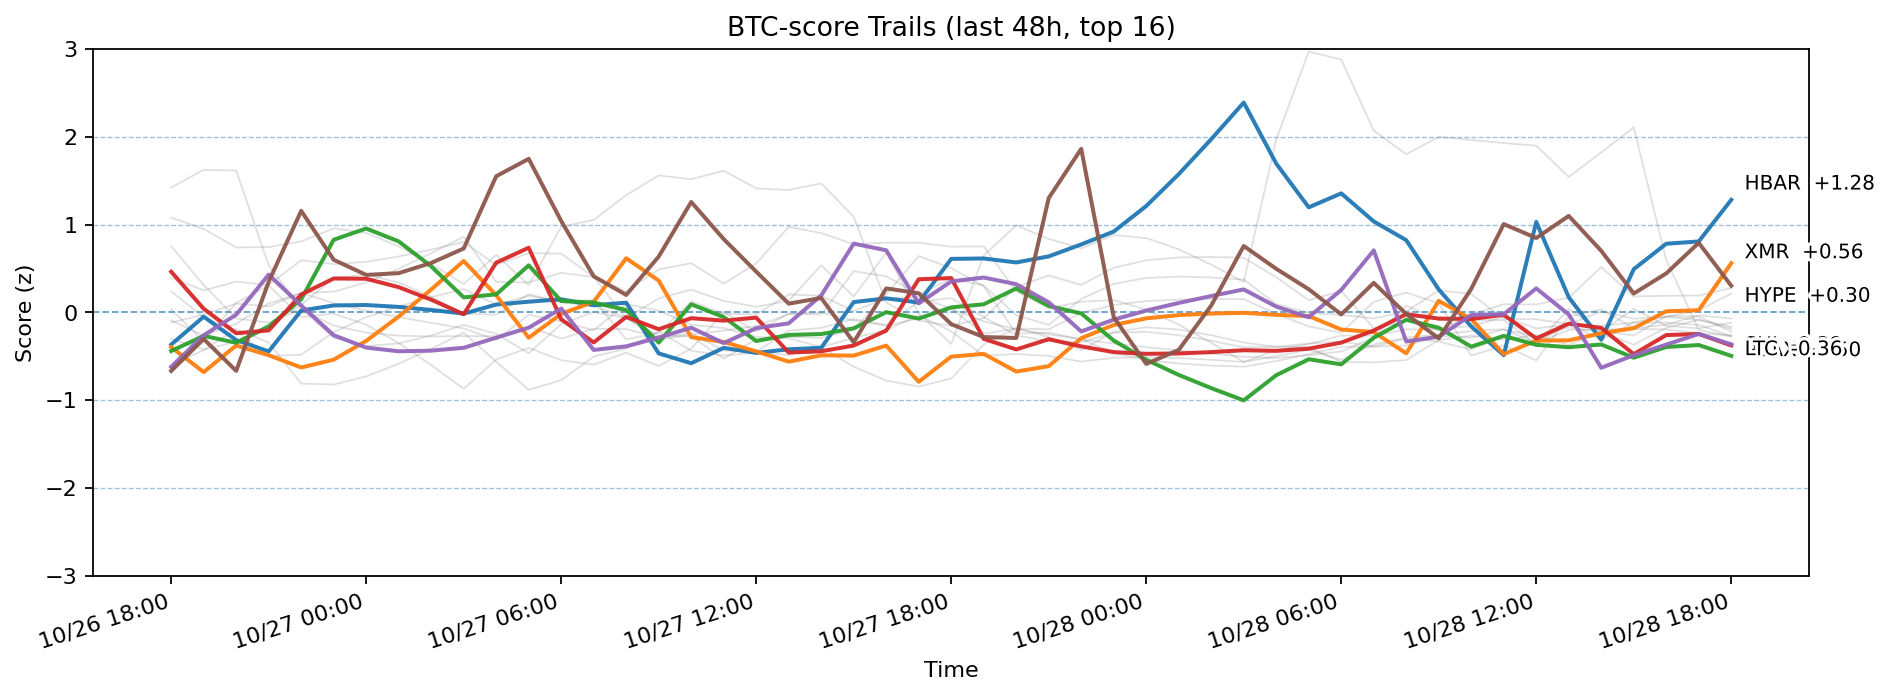 BTC-score Trails (last 48h, top 16)
3
2
1
0
−1
−2
−3
Score (z)
HBAR +1.28
XMR +0.56
HYPE +0.30
LTC -0.36
10/26 18:00
10/27 00:00
10/27 06:00
10/27 12:00
10/27 18:00
10/28 00:00
10/28 06:00
10/28 12:00
10/28 18:00
Time